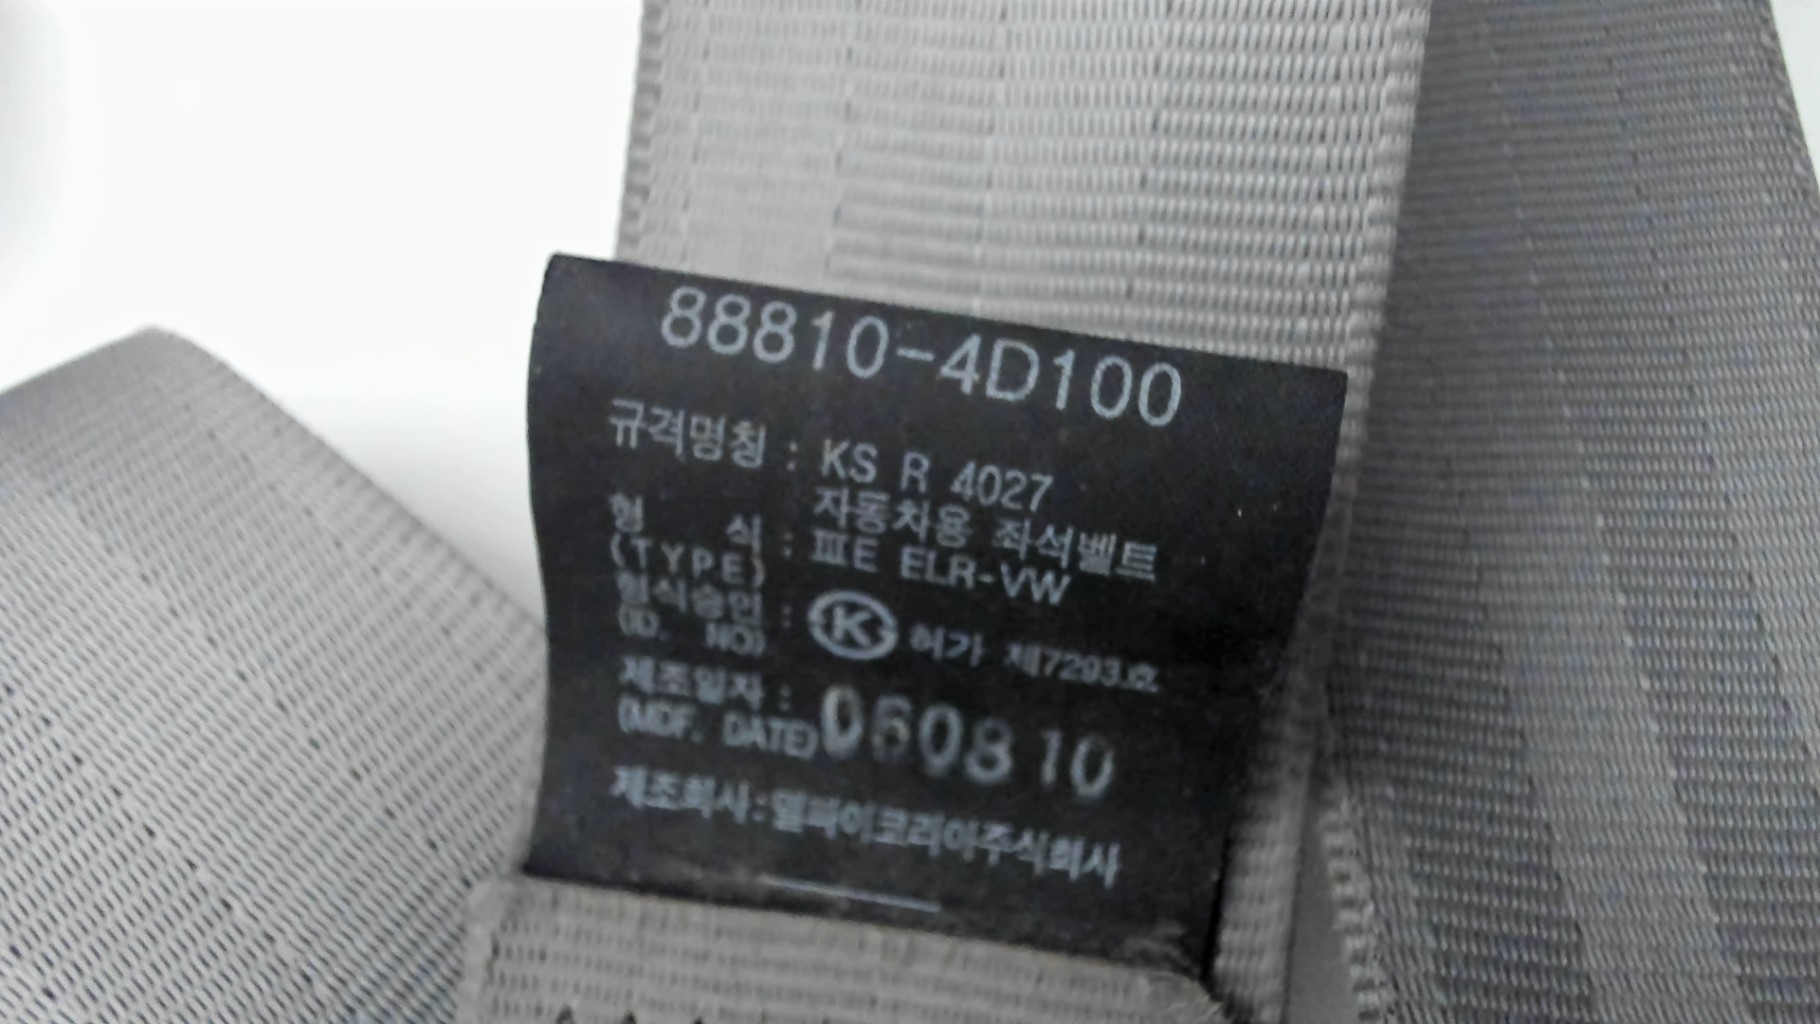 88810-4D100
규격명칭 : KS R 4027
자동차용 좌석벨트
형 식 : ⅢE ELR-VW
(TYPE)
형식승인 : Ⓚ 허가 제7293호
(ID. NO)
제조일자 : 060810
(MDF. DATE)
제조회사 : 델파이코리아주식회사